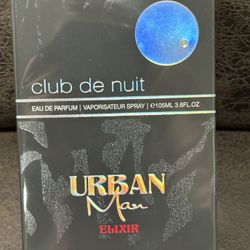 club de nuit
EAU DE PARFUM | VAPORISATEUR SPRAY | ℮105ML 3.6FL.OZ
URBAN
Man
ELIXIR